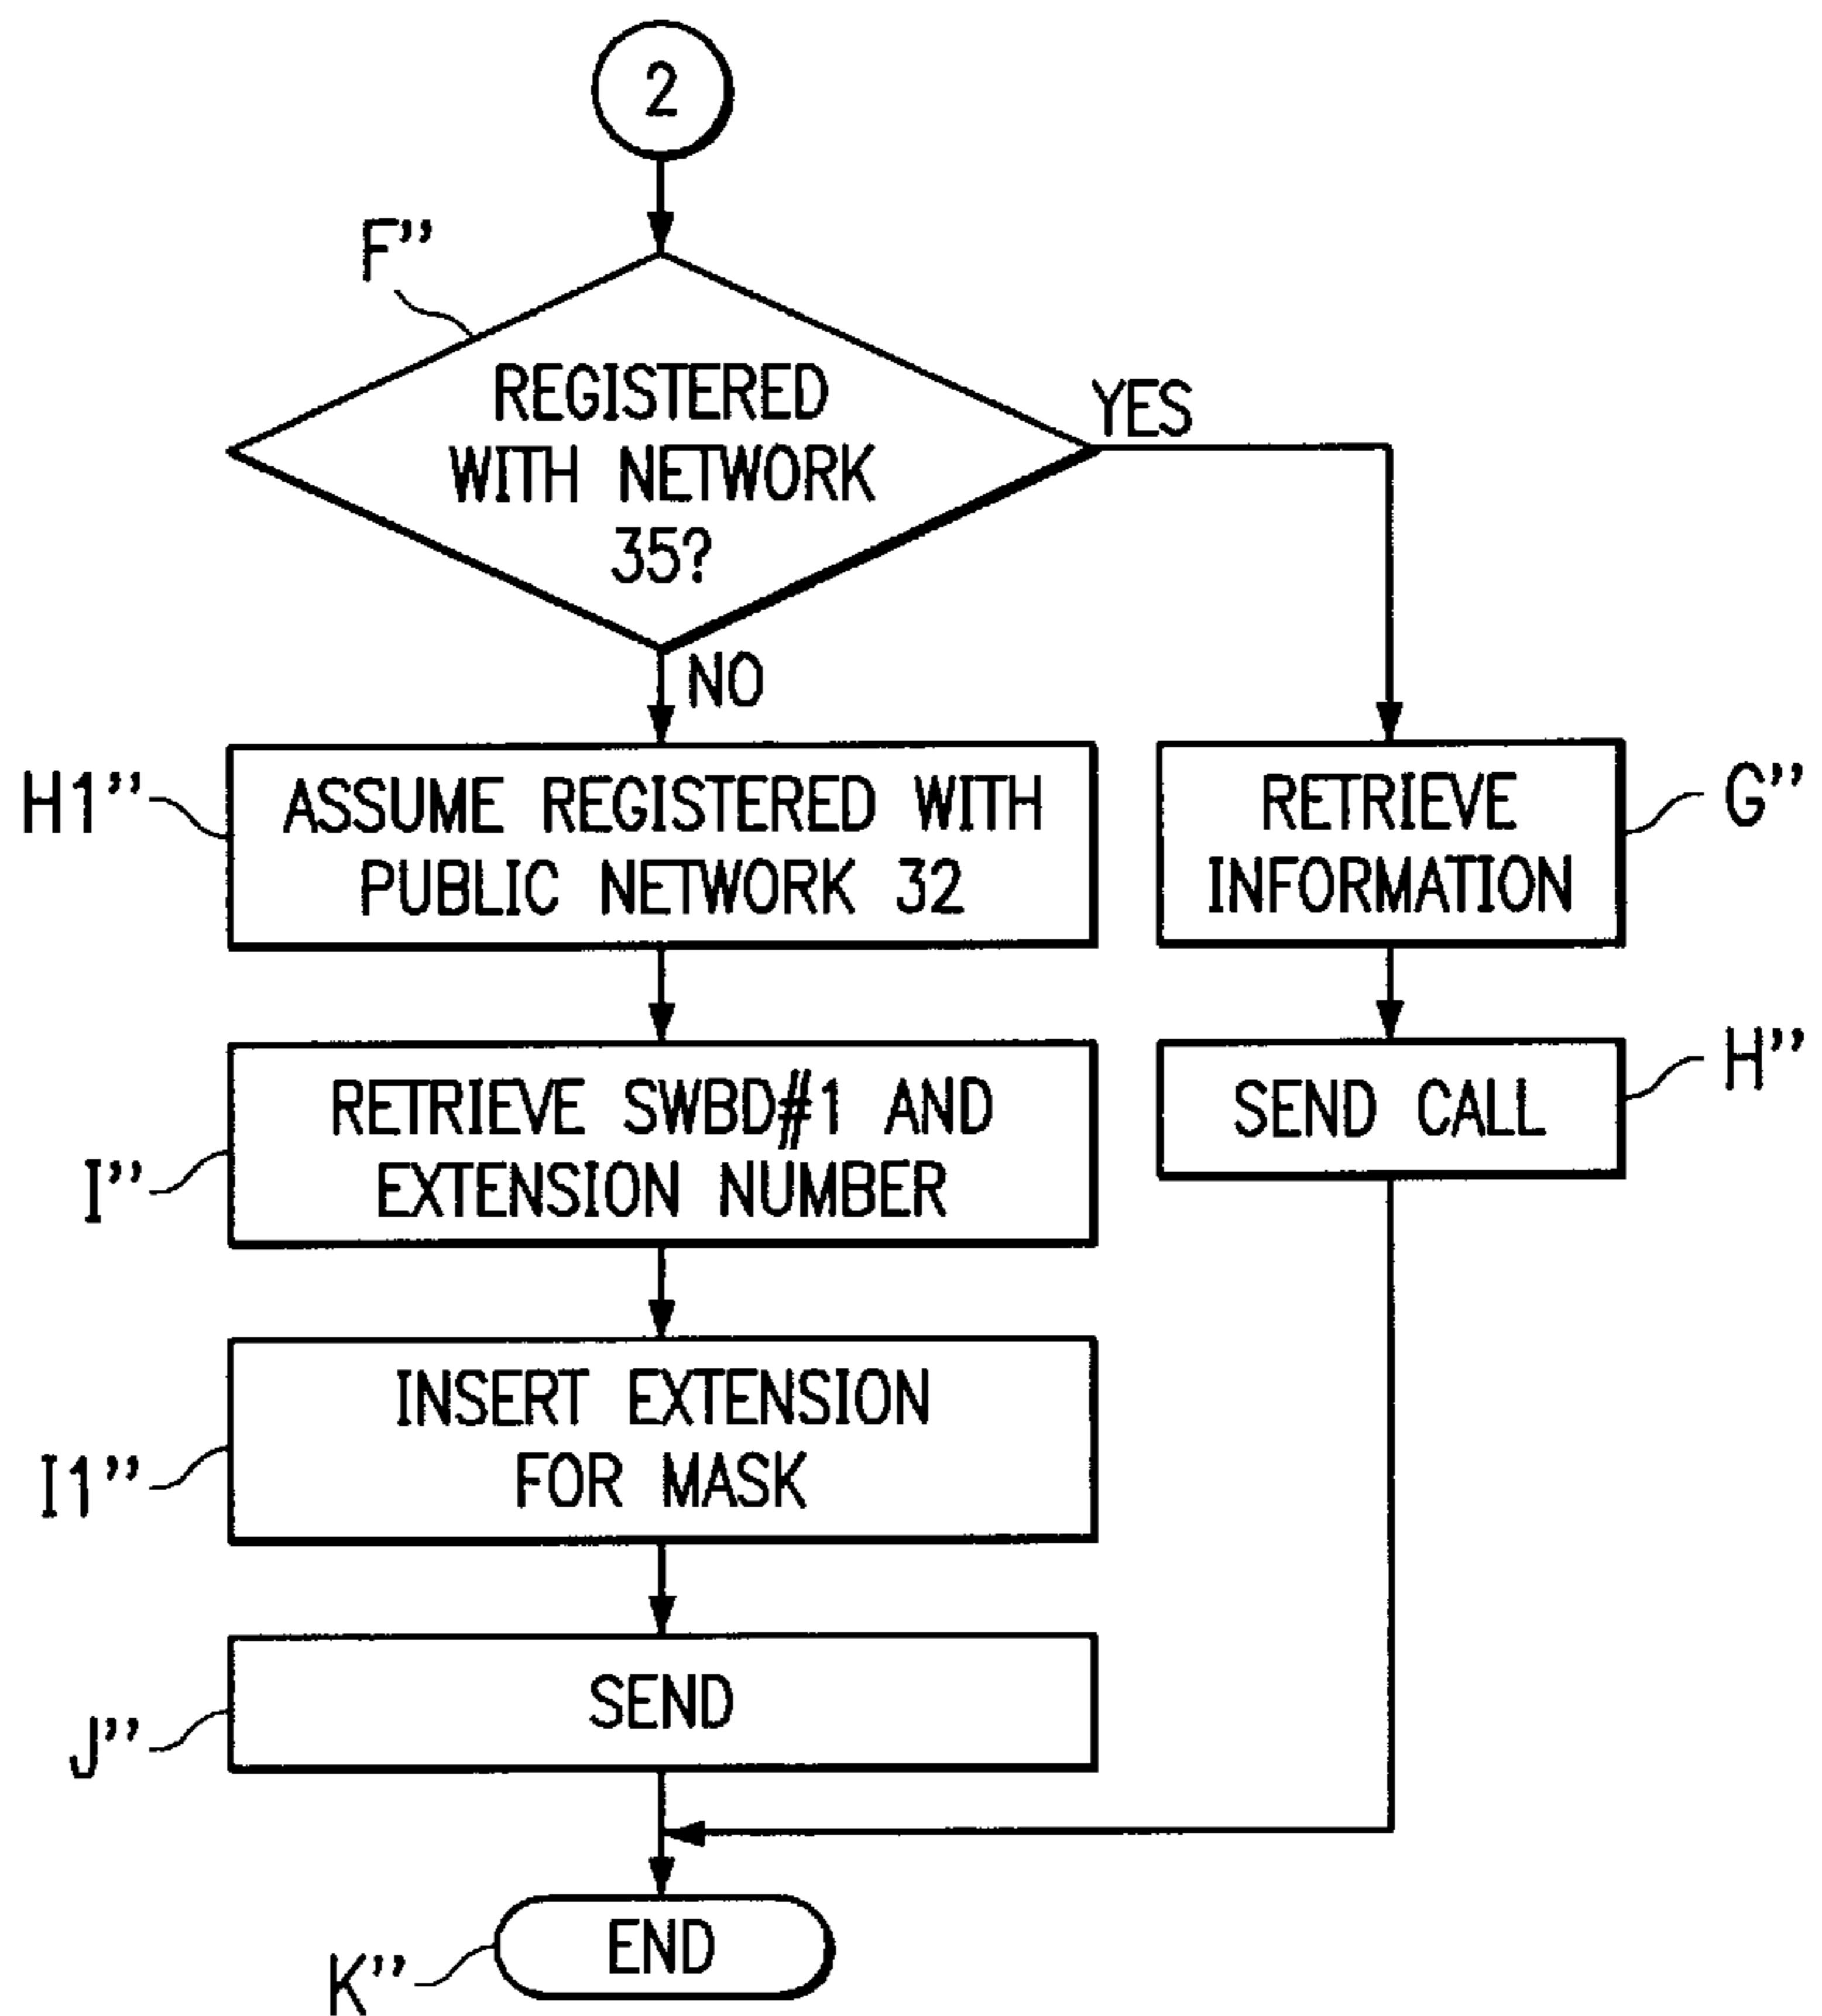 2
F"
REGISTERED
WITH NETWORK
35?
YES
NO
H1"
ASSUME REGISTERED WITH
PUBLIC NETWORK 32
RETRIEVE
INFORMATION
G"
I"
RETRIEVE SWBD#1 AND
EXTENSION NUMBER
SEND CALL
H"
I1"
INSERT EXTENSION
FOR MASK
J"
SEND
K"
END